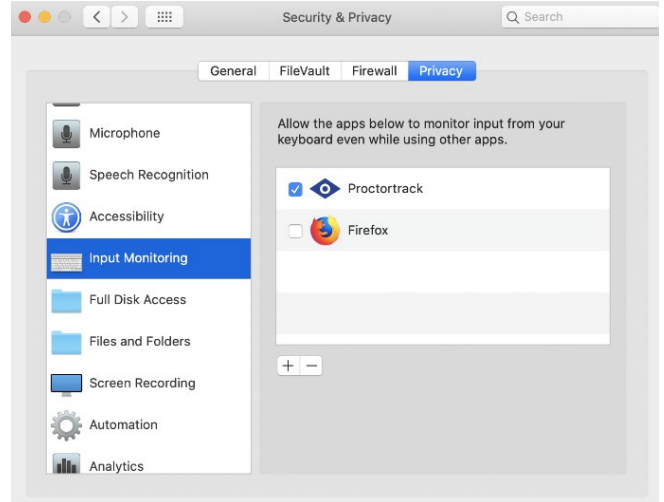 Security & Privacy
Search
General FileVault Firewall Privacy
Microphone
Speech Recognition
Accessibility
Input Monitoring
Full Disk Access
Files and Folders
Screen Recording
Automation
Analytics
Allow the apps below to monitor input from your
keyboard even while using other apps.
Proctortrack
Firefox
+ −